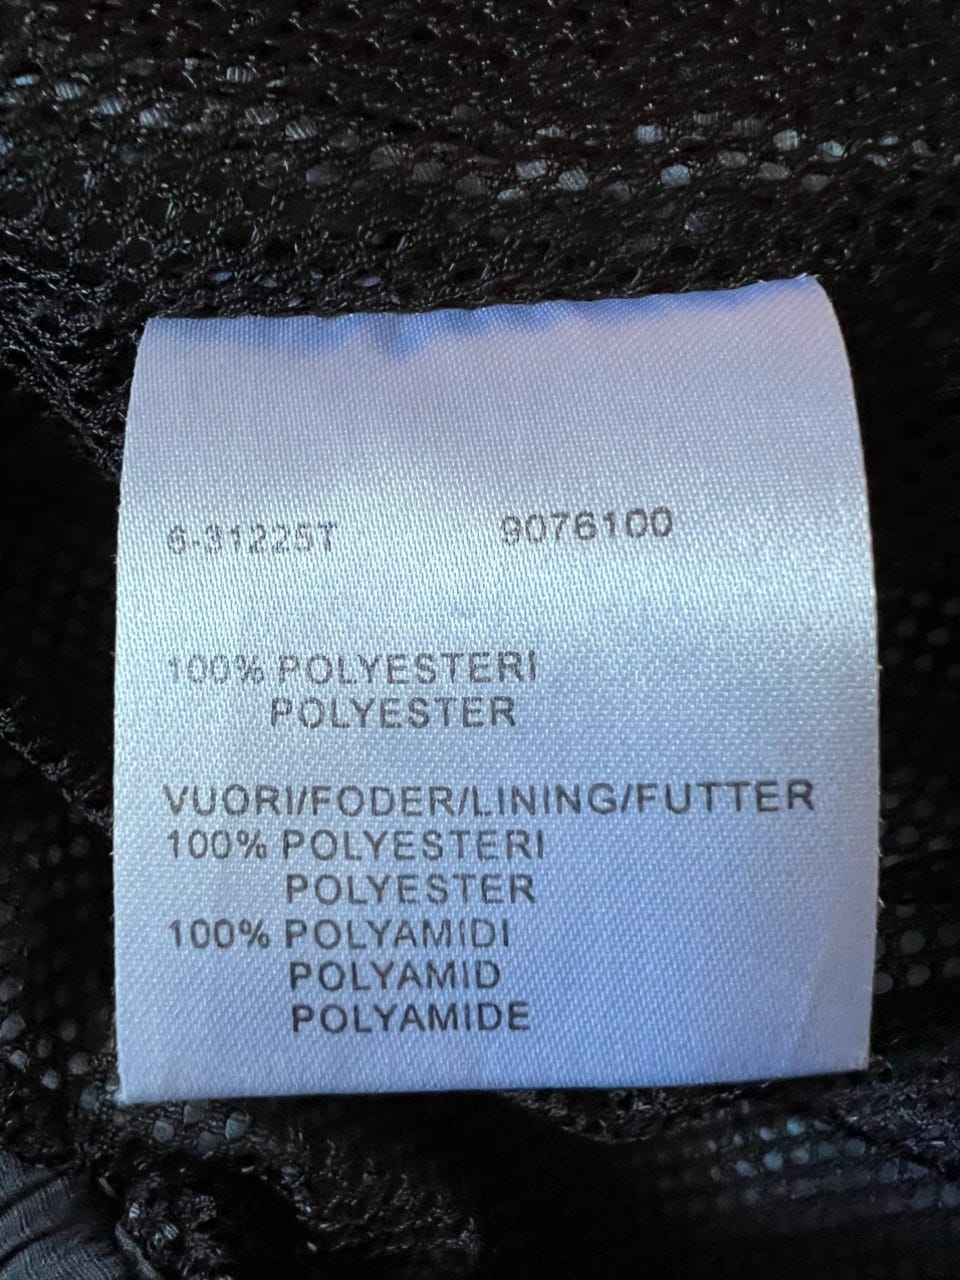 6-31225T 9076100
100% POLYESTERI
POLYESTER
VUORI/FODER/LINING/FUTTER
100% POLYESTERI
POLYESTER
100% POLYAMIDI
POLYAMID
POLYAMIDE